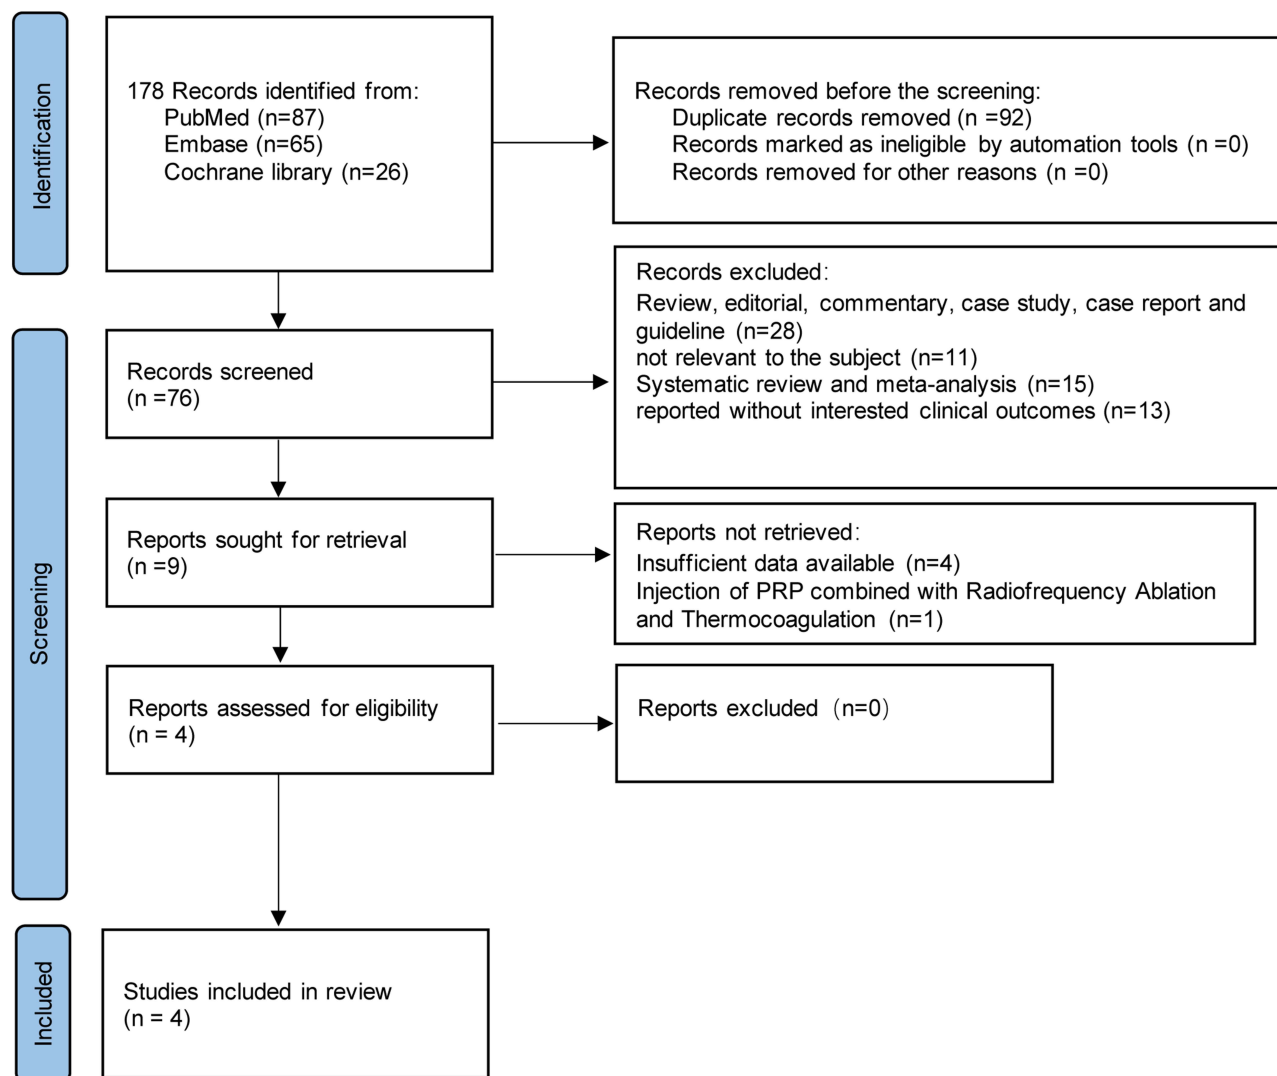 Identification
178 Records identified from:
PubMed (n=87)
Embase (n=65)
Cochrane library (n=26)
Records removed before the screening:
Duplicate records removed (n =92)
Records marked as ineligible by automation tools (n =0)
Records removed for other reasons (n =0)
Screening
Records screened
(n =76)
Records excluded:
Review, editorial, commentary, case study, case report and
guideline (n=28)
not relevant to the subject (n=11)
Systematic review and meta-analysis (n=15)
reported without interested clinical outcomes (n=13)
Reports sought for retrieval
(n =9)
Reports not retrieved:
Insufficient data available (n=4)
Injection of PRP combined with Radiofrequency Ablation
and Thermocoagulation (n=1)
Reports assessed for eligibility
(n = 4)
Reports excluded（n=0）
Included
Studies included in review
(n = 4)